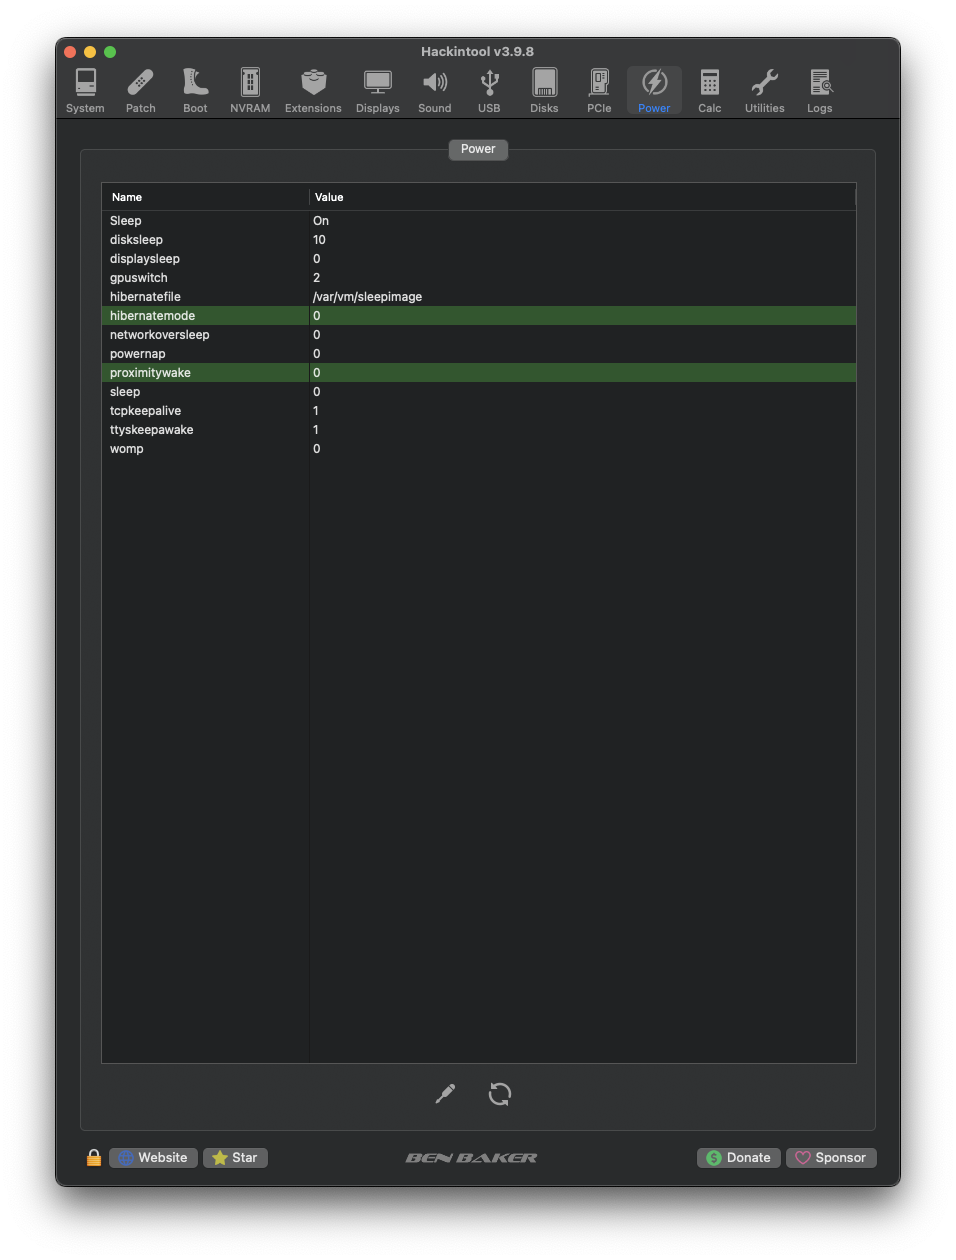 Hackintool v3.9.8
System Patch Boot NVRAM Extensions Displays Sound USB Disks PCIe Power Calc Utilities Logs
Power
Name Value
Sleep On
disksleep 10
displaysleep 0
gpuswitch 2
hibernatefile /var/vm/sleepimage
hibernatemode 0
networkoversleep 0
powernap 0
proximitywake 0
sleep 0
tcpkeepalive 1
ttyskeepawake 1
womp 0
Website Star BEN BAKER Donate Sponsor